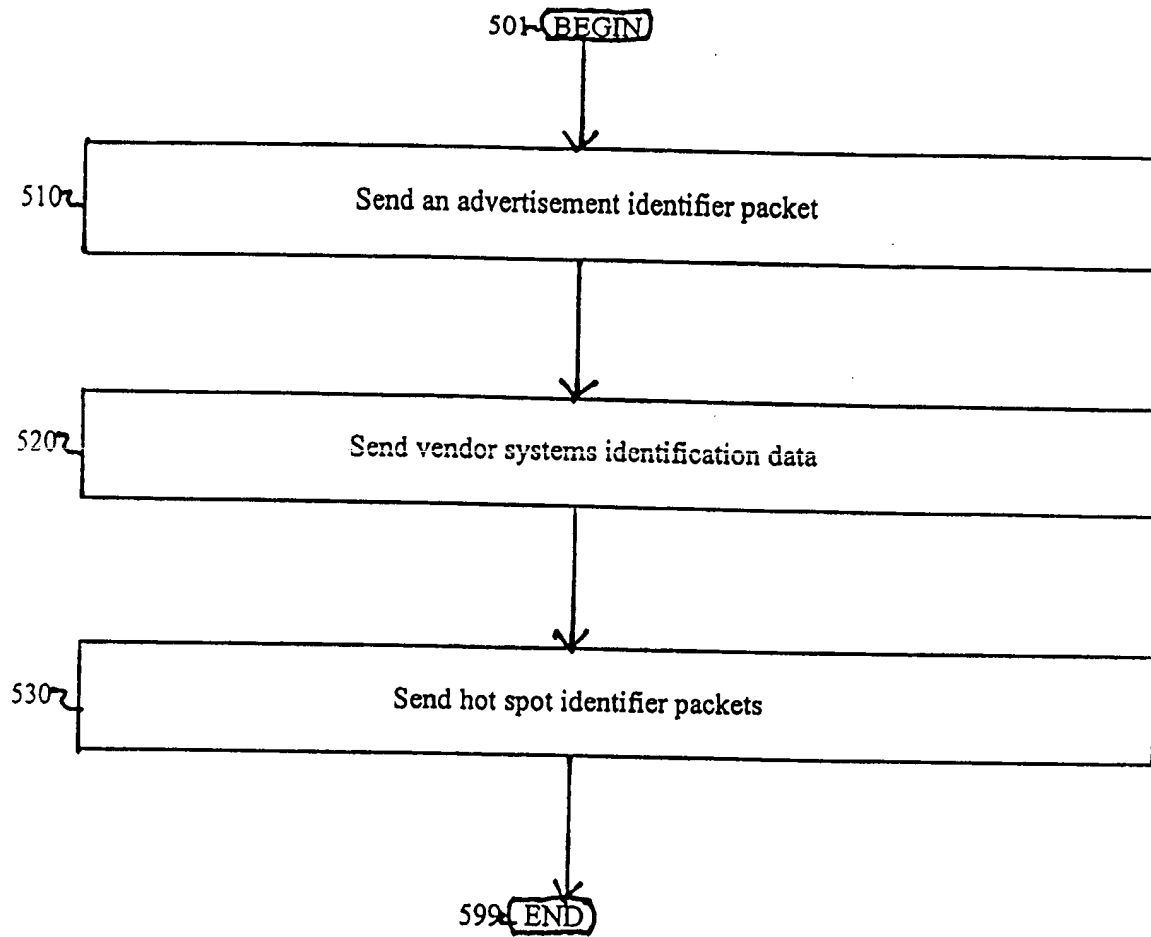 501 BEGIN
510 Send an advertisement identifier packet
520 Send vendor systems identification data
530 Send hot spot identifier packets
599 END